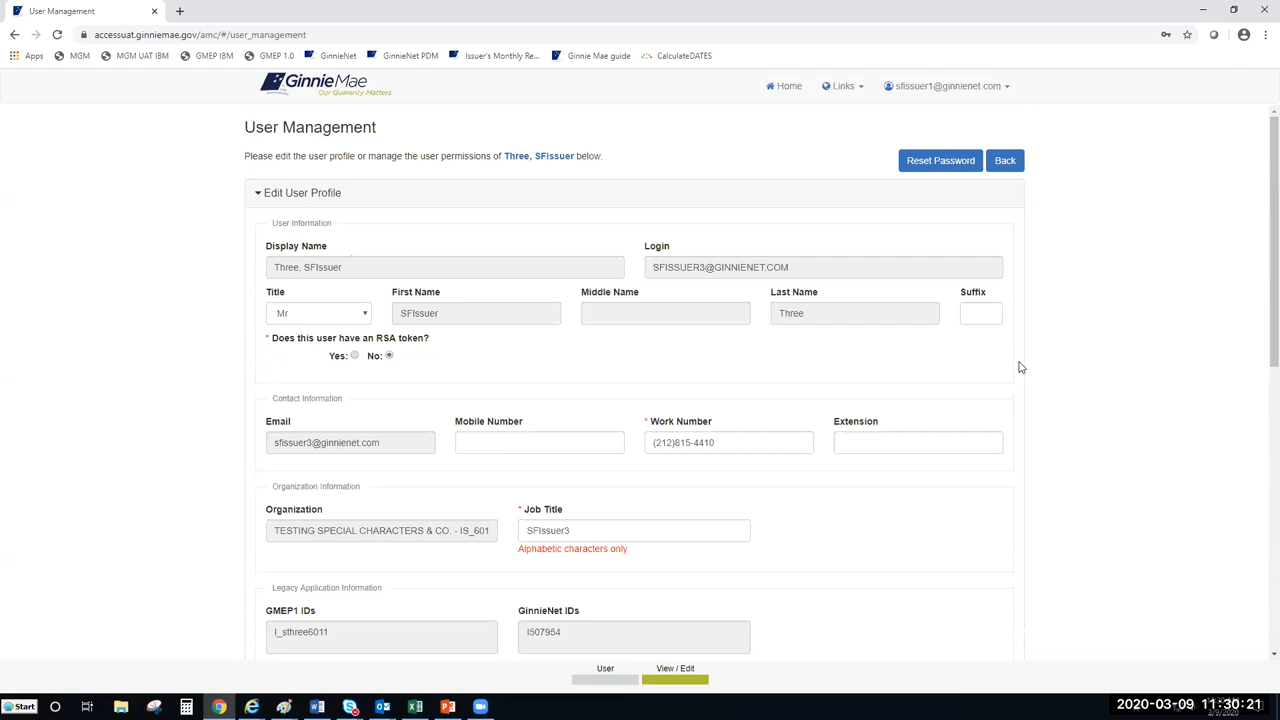 User Management
accessuat.ginniemae.gov/amc/#/user_management
Apps MGM MGM UAT IBM GMEP IBM GMEP 1.0 GinnieNet GinnieNet PDM Issuer's Monthly Re... Ginnie Mae guide CalculateDATES
GinnieMae
Our Guaranty Matters
Home Links sfissuer1@ginnienet.com
User Management
Please edit the user profile or manage the user permissions of Three, SFIssuer below.
Reset Password Back
Edit User Profile
User Information
Display Name Login
Three, SFIssuer SFISSUER3@GINNIENET.COM
Title First Name Middle Name Last Name Suffix
Mr SFIssuer Three
* Does this user have an RSA token?
Yes: No:
Contact Information
Email Mobile Number * Work Number Extension
sfissuer3@ginnienet.com (212)815-4410
Organization Information
Organization * Job Title
TESTING SPECIAL CHARACTERS & CO. - IS_601 SFIssuer3
Alphabetic characters only
Legacy Application Information
GMEP1 IDs GinnieNet IDs
I_sthree6011 I507954
User View / Edit
Start
2020-03-09 11:30:21